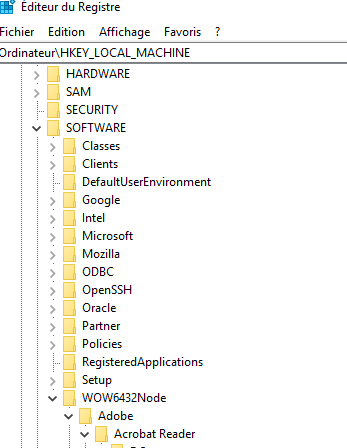 Éditeur du Registre
Fichier Edition Affichage Favoris ?
Ordinateur\HKEY_LOCAL_MACHINE
HARDWARE
SAM
SECURITY
SOFTWARE
Classes
Clients
DefaultUserEnvironment
Google
Intel
Microsoft
Mozilla
ODBC
OpenSSH
Oracle
Partner
Policies
RegisteredApplications
Setup
WOW6432Node
Adobe
Acrobat Reader